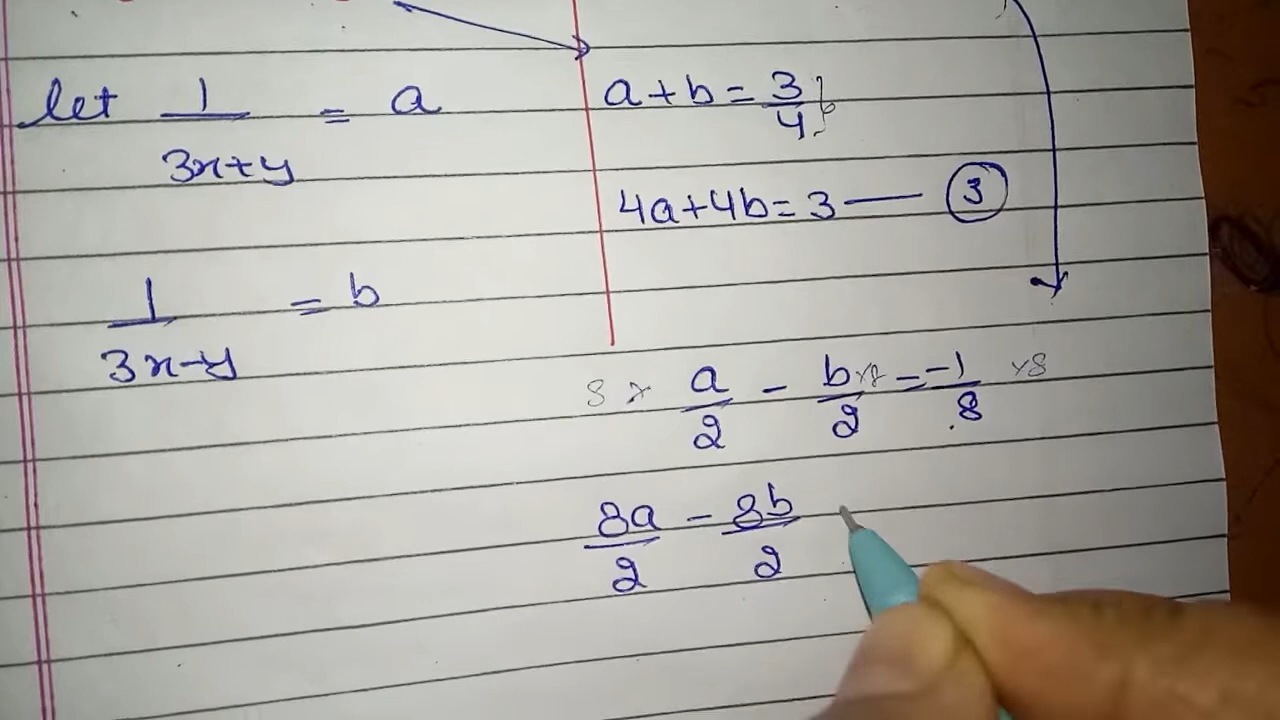 let 1/(3x+y) = a
a+b = 3/4
4a+4b=3 — ③
1/(3x-y) = b
8 × a/2 - b/2 ×8 = -1/8 ×8
8a/2 - 8b/2